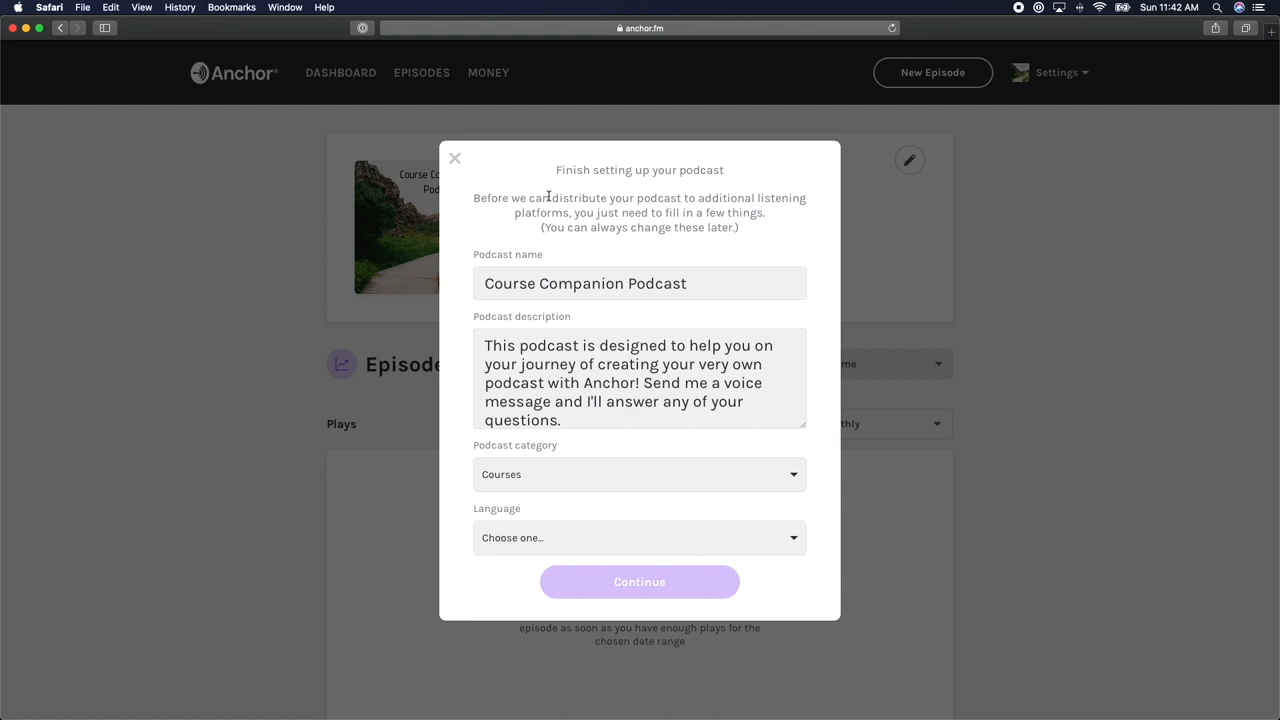 Safari File Edit View History Bookmarks Window Help Sun 11:42 AM
anchor.fm
Anchor DASHBOARD EPISODES MONEY New Episode Settings
Course Co
Pod
Finish setting up your podcast
Before we can distribute your podcast to additional listening
platforms, you just need to fill in a few things.
(You can always change these later.)
Podcast name
Course Companion Podcast
Podcast description
This podcast is designed to help you on
your journey of creating your very own
podcast with Anchor! Send me a voice
message and I'll answer any of your
questions.
Episode
me
Plays
thly
Podcast category
Courses
Language
Choose one...
Continue
episode as soon as you have enough plays for the
chosen date range